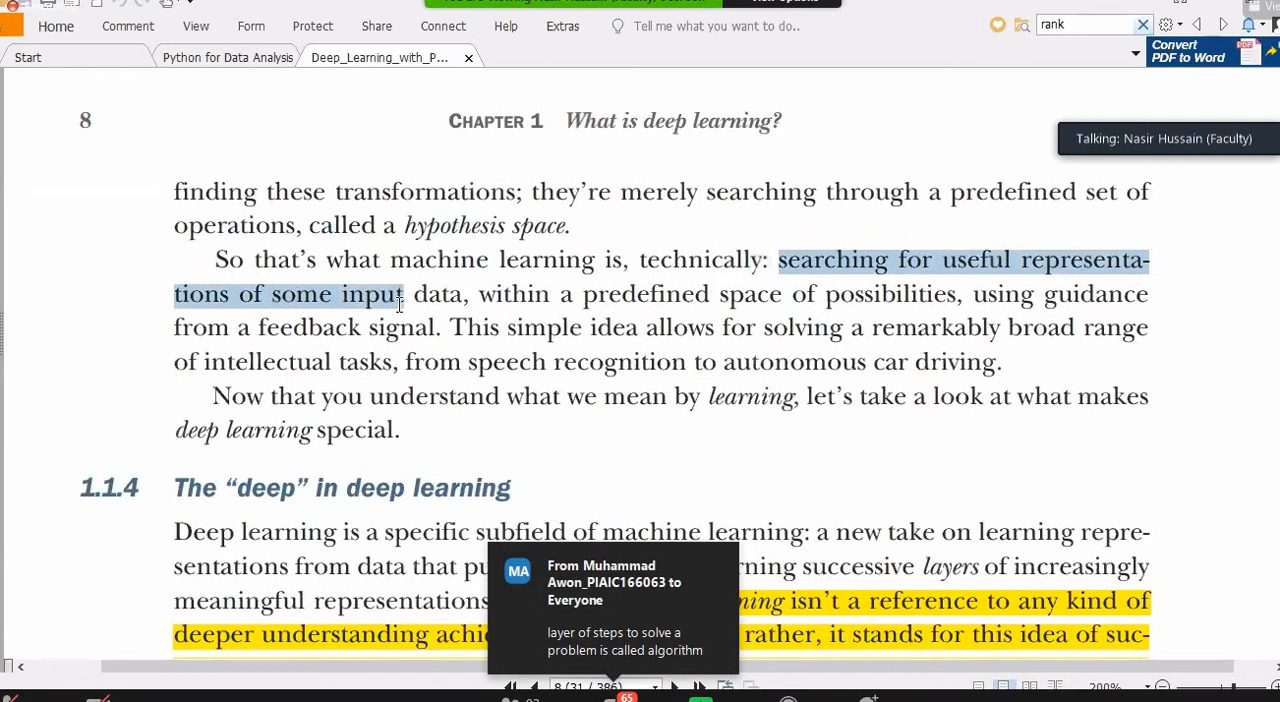 Home Comment View Form Protect Share Connect Help Extras Tell me what you want to do.. rank
Start Python for Data Analysis Deep_Learning_with_P... Convert PDF to Word
8 CHAPTER 1 What is deep learning?
Talking: Nasir Hussain (Faculty)
finding these transformations; they're merely searching through a predefined set of
operations, called a hypothesis space.
So that's what machine learning is, technically: searching for useful representa-
tions of some input data, within a predefined space of possibilities, using guidance
from a feedback signal. This simple idea allows for solving a remarkably broad range
of intellectual tasks, from speech recognition to autonomous car driving.
Now that you understand what we mean by learning, let's take a look at what makes
deep learning special.
1.1.4 The "deep" in deep learning
Deep learning is a specific subfield of machine learning: a new take on learning repre-
sentations from data that pu rning successive layers of increasingly
meaningful representations ning isn't a reference to any kind of
deeper understanding achie rather, it stands for this idea of suc-
MA
From Muhammad
Awon_PIAIC166063 to
Everyone
layer of steps to solve a
problem is called algorithm
8 (31 / 386) 200%
65